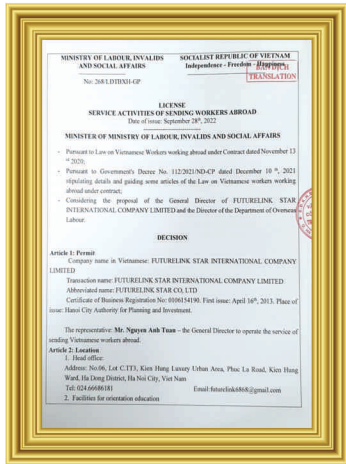 MINISTRY OF LABOUR, INVALIDS
AND SOCIAL AFFAIRS
No: 268/LDTBXH-GP
SOCIALIST REPUBLIC OF VIETNAM
Independence - Freedom - Happiness
BẢN DỊCH
TRANSLATION
LICENSE
SERVICE ACTIVITIES OF SENDING WORKERS ABROAD
Date of issue: September 28th, 2022
MINISTER OF MINISTRY OF LABOUR, INVALIDS AND SOCIAL AFFAIRS
- Pursuant to Law on Vietnamese Workers working abroad under Contract dated November 13
th 2020;
- Pursuant to Government's Decree No. 112/2021/ND-CP dated December 10 th, 2021
stipulating details and guiding some articles of the Law on Vietnamese workers working
abroad under contract;
- Considering the proposal of the General Director of FUTURELINK STAR
INTERNATIONAL COMPANY LIMITED and the Director of the Department of Overseas
Labour.
DECISION
Article 1: Permit
Company name in Vietnamese: FUTURELINK STAR INTERNATIONAL COMPANY
LIMITED
Transaction name: FUTURELINK STAR INTERNATIONAL COMPANY LIMITED
Abbreviated name: FUTURELINK STAR CO, LTD
Certificate of Business Registration No: 0106154190. First issue: April 16th, 2013. Place of
issue: Hanoi City Authority for Planning and Investment.
The representative: Mr. Nguyen Anh Tuan – the General Director to operate the service of
sending Vietnamese workers abroad.
Article 2: Location
1. Head office:
Address: No.06, Lot C.TT3, Kien Hung Luxury Urban Area, Phuc La Road, Kien Hung
Ward, Ha Dong District, Ha Noi City, Viet Nam
Tel: 024.66686181 Email:futurelink6868@gmail.com
2. Facilities for orientation education